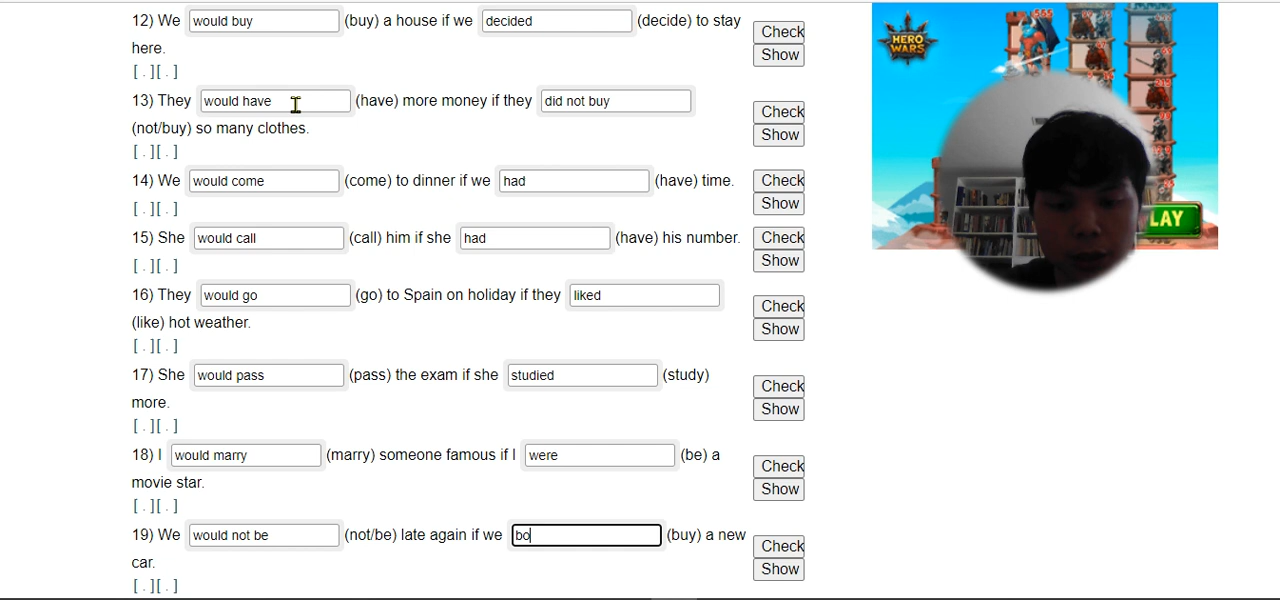 12) We would buy (buy) a house if we decided (decide) to stay
here.
[ . ][ . ]
Check
Show
13) They would have (have) more money if they did not buy
(not/buy) so many clothes.
[ . ][ . ]
Check
Show
14) We would come (come) to dinner if we had (have) time.
[ . ][ . ]
Check
Show
15) She would call (call) him if she had (have) his number.
[ . ][ . ]
Check
Show
16) They would go (go) to Spain on holiday if they liked
(like) hot weather.
[ . ][ . ]
Check
Show
17) She would pass (pass) the exam if she studied (study)
more.
[ . ][ . ]
Check
Show
18) I would marry (marry) someone famous if I were (be) a
movie star.
[ . ][ . ]
Check
Show
19) We would not be (not/be) late again if we bo (buy) a new
car.
[ . ][ . ]
Check
Show
HERO
WARS
555
LAY